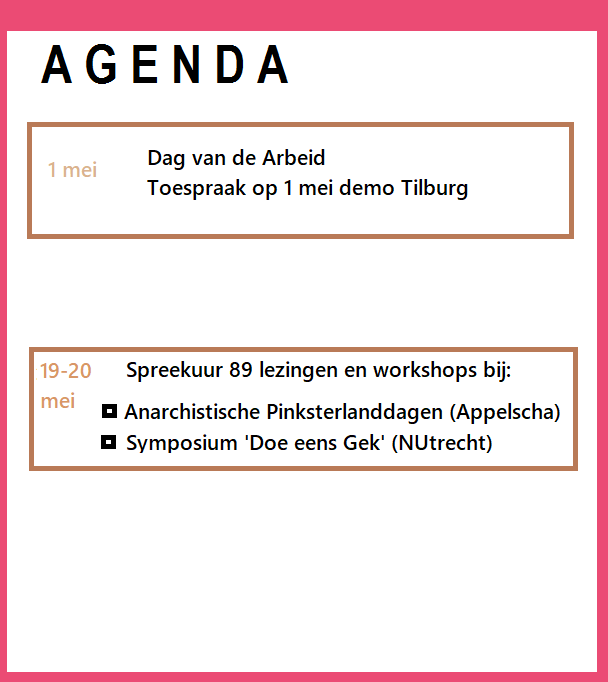 AGENDA
1 mei
Dag van de Arbeid
Toespraak op 1 mei demo Tilburg
19-20
mei
Spreekuur 89 lezingen en workshops bij:
Anarchistische Pinksterlanddagen (Appelscha)
Symposium 'Doe eens Gek' (NUtrecht)